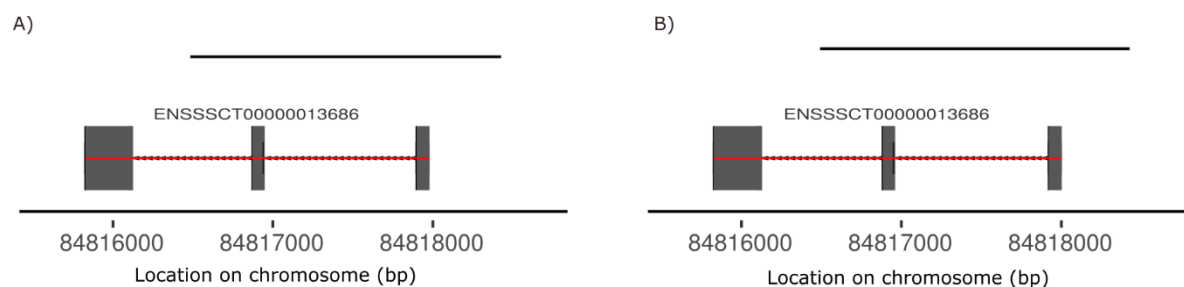 A)
ENSSSCT00000013686
84816000 84817000 84818000
Location on chromosome (bp)
B)
ENSSSCT00000013686
84816000 84817000 84818000
Location on chromosome (bp)